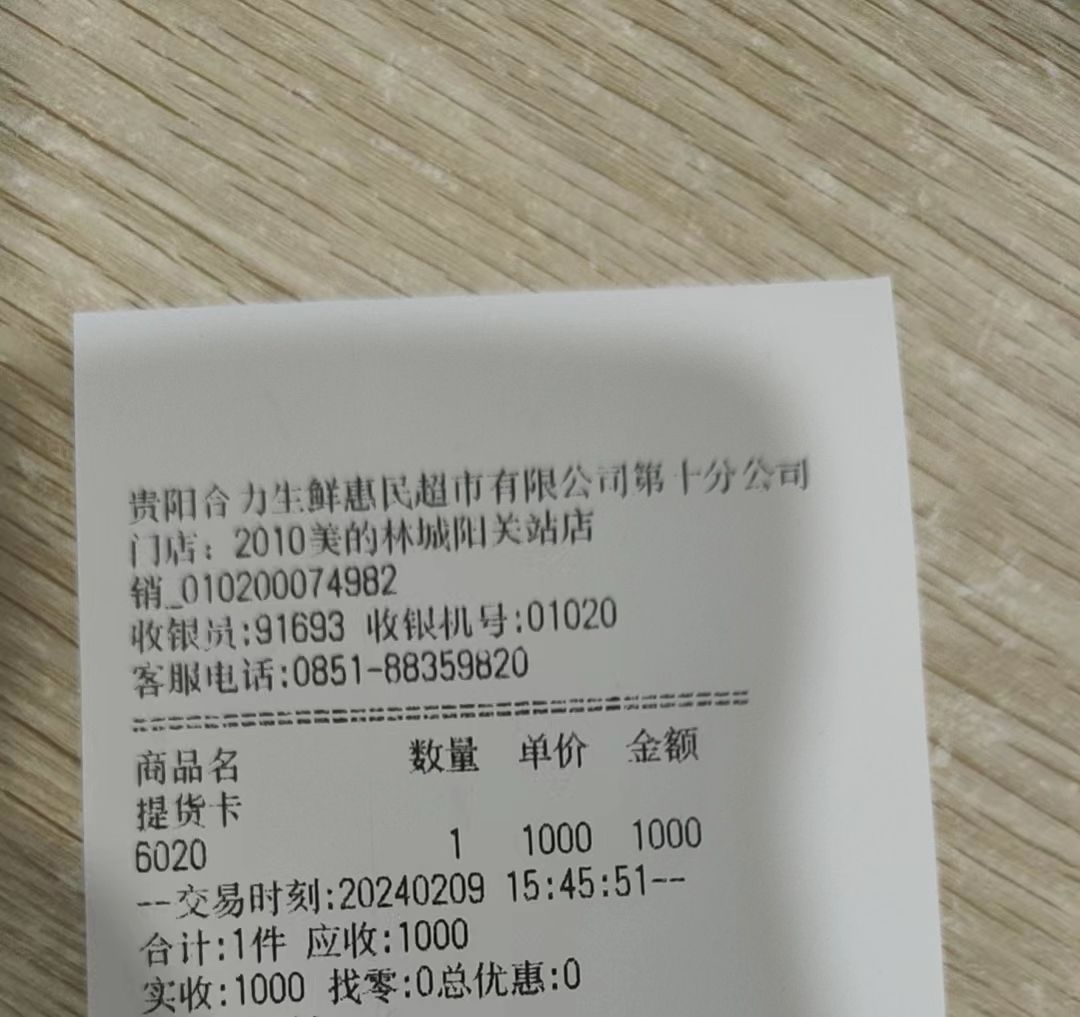 贵阳合力生鲜惠民超市有限公司第十分公司
门店：2010美的林城阳关站店
销_010200074982
收银员:91693 收银机号:01020
客服电话:0851-88359820
商品名 数量 单价 金额
提货卡
6020 1 1000 1000
--交易时刻:20240209 15:45:51--
合计:1件 应收:1000
实收:1000 找零:0总优惠:0